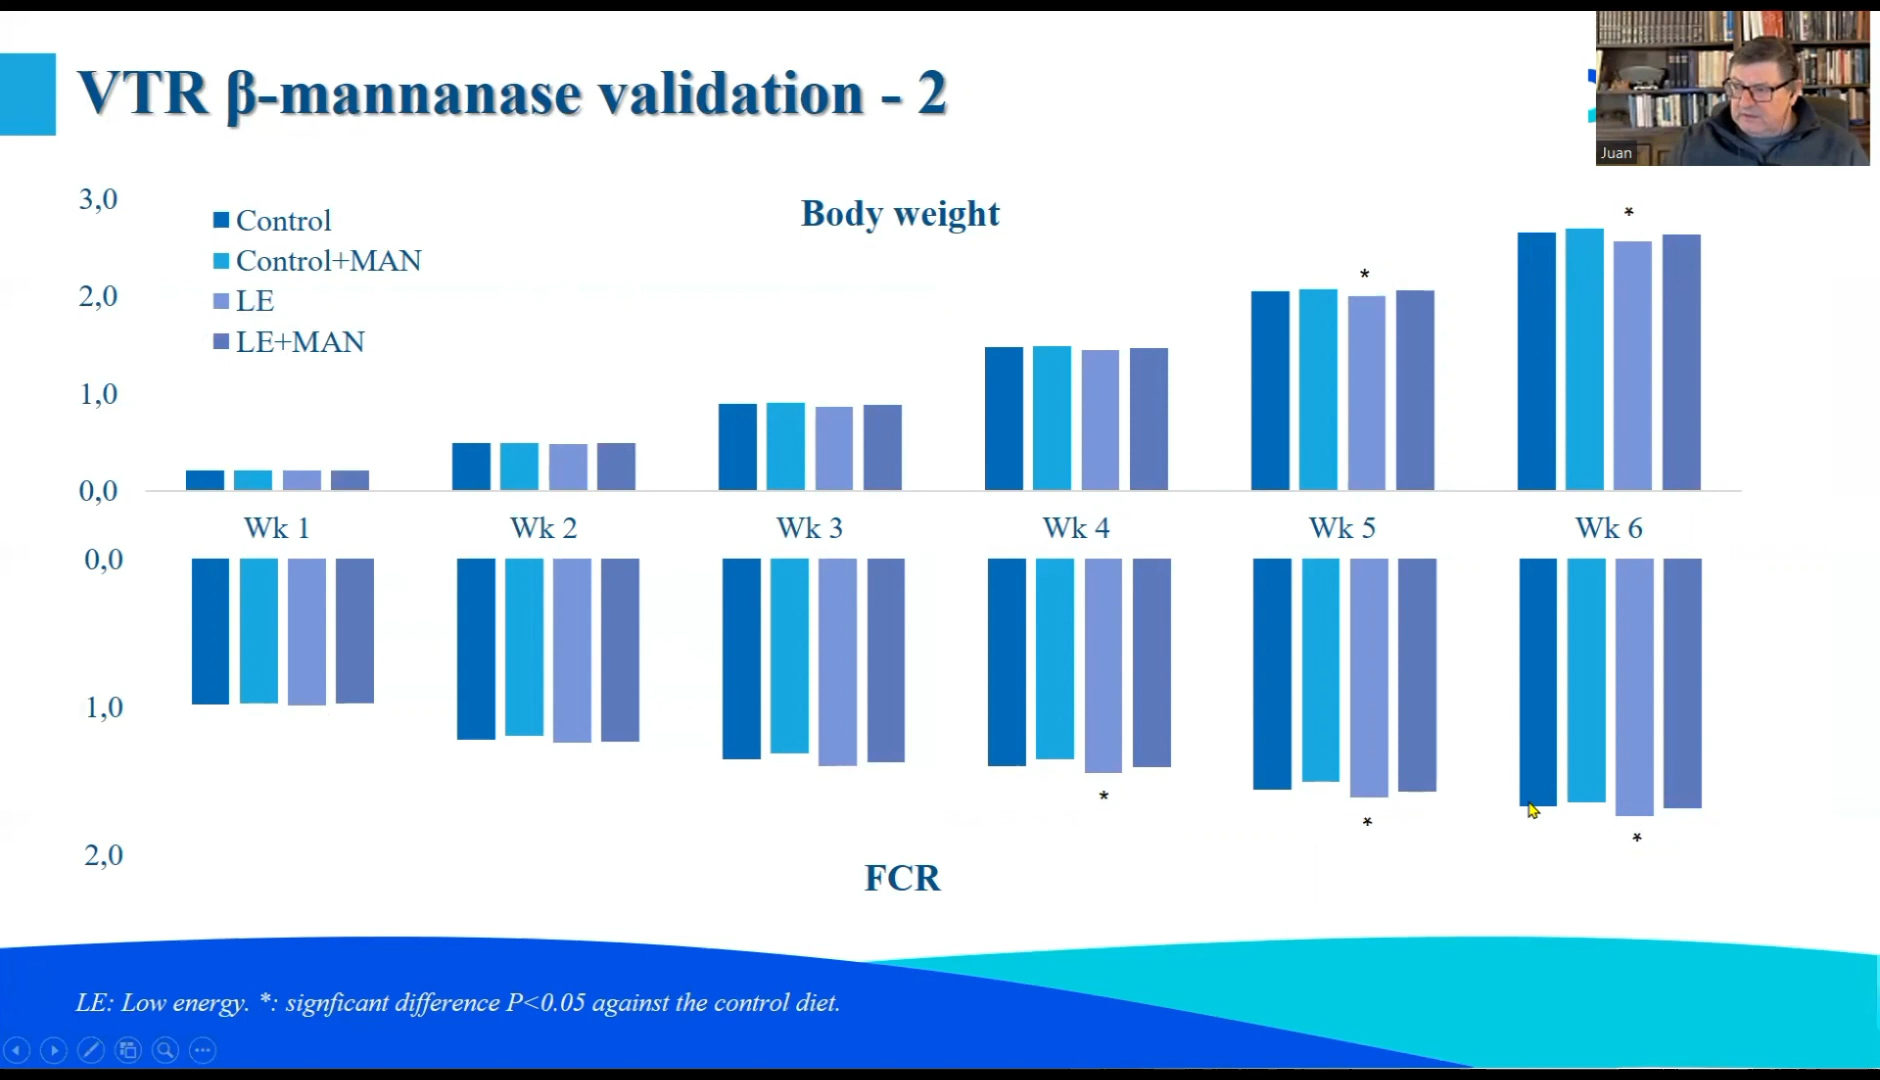 VTR β-mannanase validation - 2
Juan
3,0
2,0
1,0
0,0
Control
Control+MAN
LE
LE+MAN
Body weight
*
*
Wk 1
Wk 2
Wk 3
Wk 4
Wk 5
Wk 6
0,0
1,0
2,0
*
*
*
FCR
LE: Low energy. *: signficant difference P<0.05 against the control diet.